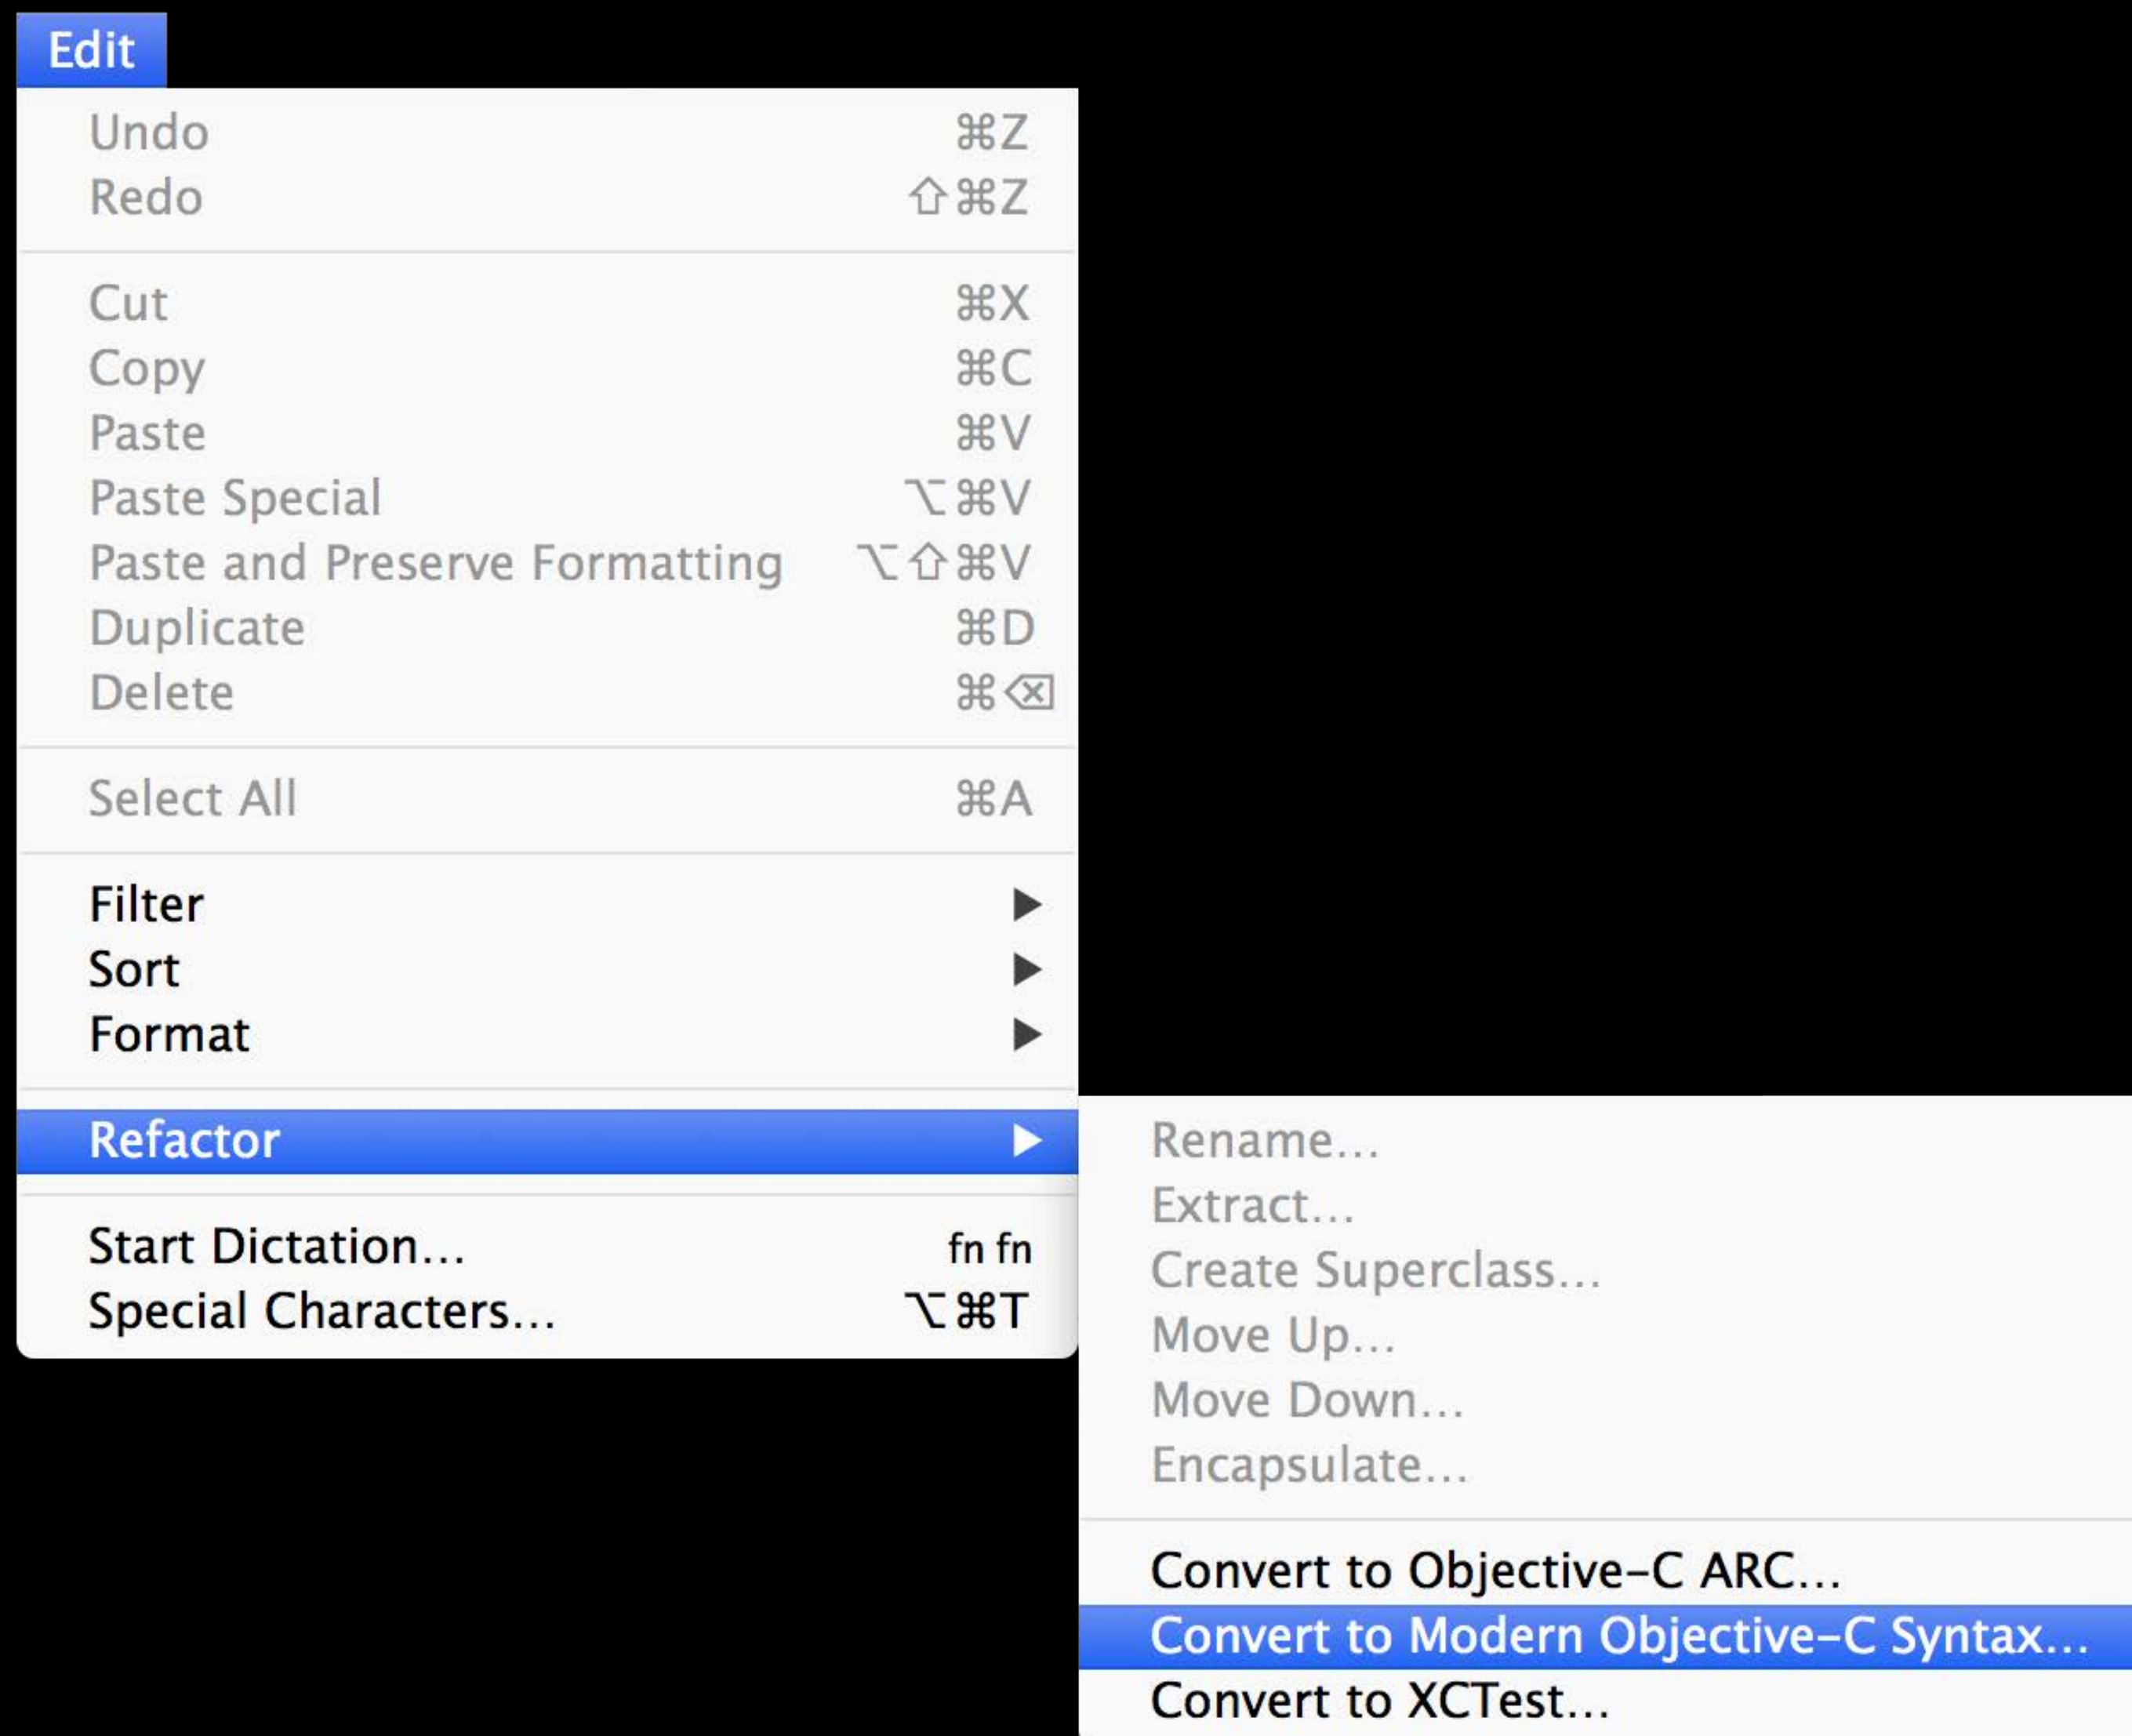 Edit
Undo ⌘Z
Redo ⇧⌘Z
Cut ⌘X
Copy ⌘C
Paste ⌘V
Paste Special ⌥⌘V
Paste and Preserve Formatting ⌥⇧⌘V
Duplicate ⌘D
Delete ⌘⌫
Select All ⌘A
Filter ▶
Sort ▶
Format ▶
Refactor ▶
Start Dictation... fn fn
Special Characters... ⌥⌘T
Rename...
Extract...
Create Superclass...
Move Up...
Move Down...
Encapsulate...
Convert to Objective-C ARC...
Convert to Modern Objective-C Syntax...
Convert to XCTest...